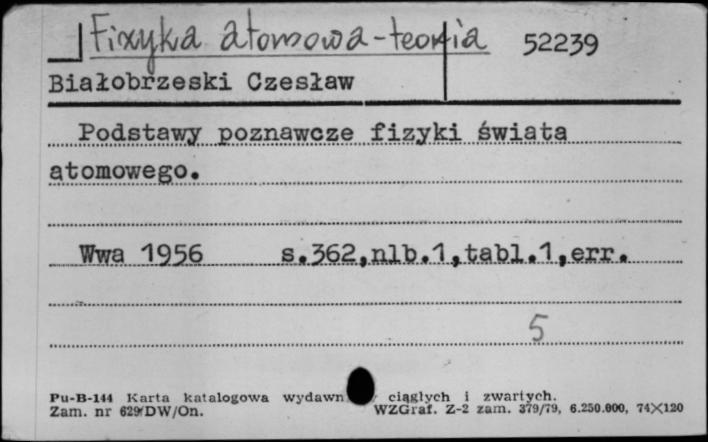 Fizyka atomowa-teoria 52239
Białobrzeski Czesław
Podstawy poznawcze fizyki świata
atomowego.
Wwa 1956 s.362,nlb.1,tabl.1,err.
5
Pu-B-144 Karta katalogowa wydawn ciągłych i zwartych.
Zam. nr 629/DW/On. WZGraf. Z-2 zam. 379/79, 6.250.000, 74×120